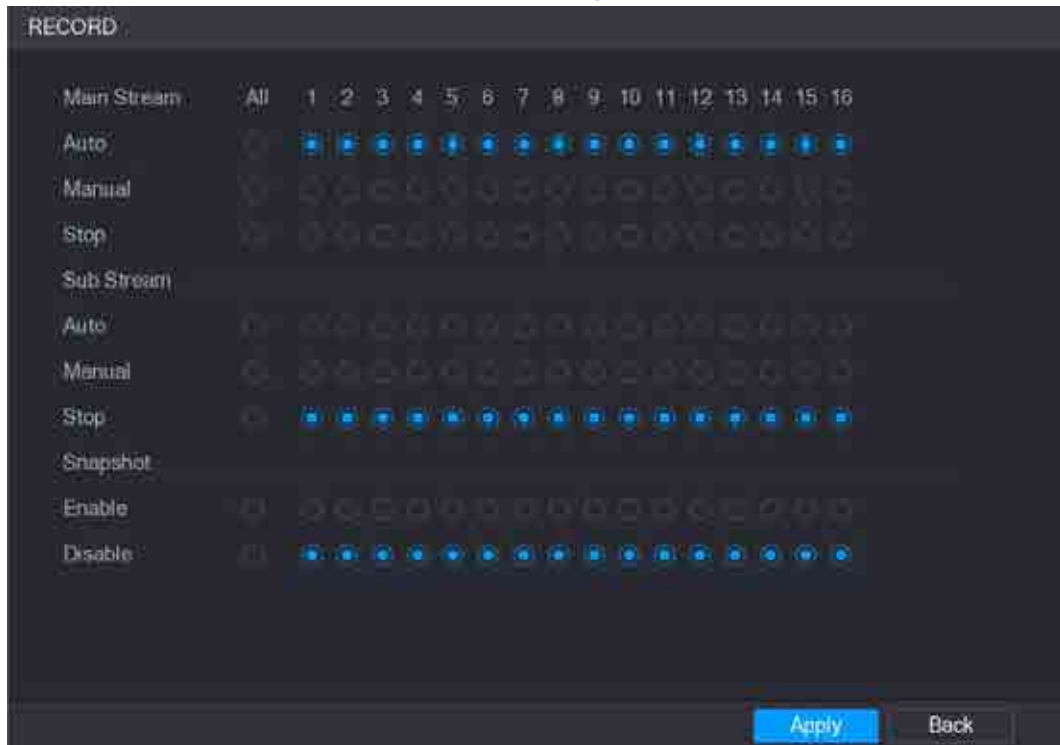 RECORD
Main Stream All 1 2 3 4 5 6 7 8 9 10 11 12 13 14 15 16
Auto
Manual
Stop
Sub Stream
Auto
Manual
Stop
Snapshot
Enable
Disable
Apply Back